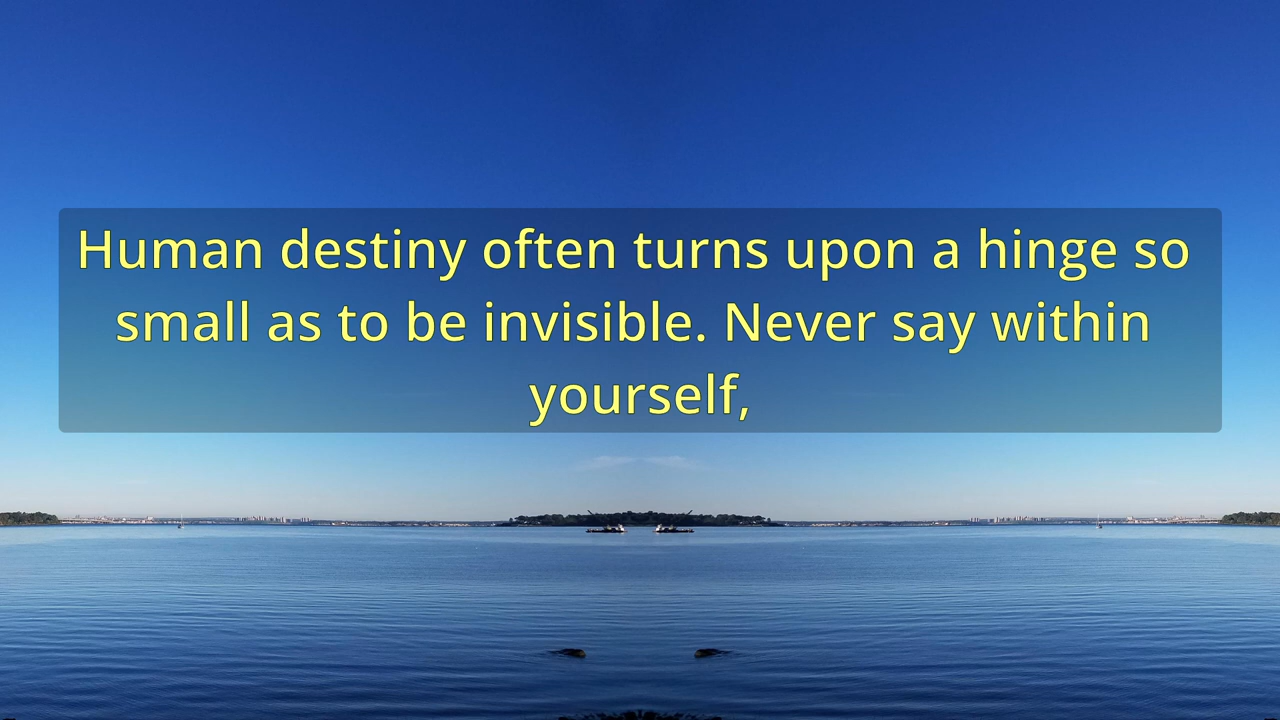 Human destiny often turns upon a hinge so
small as to be invisible. Never say within
yourself,